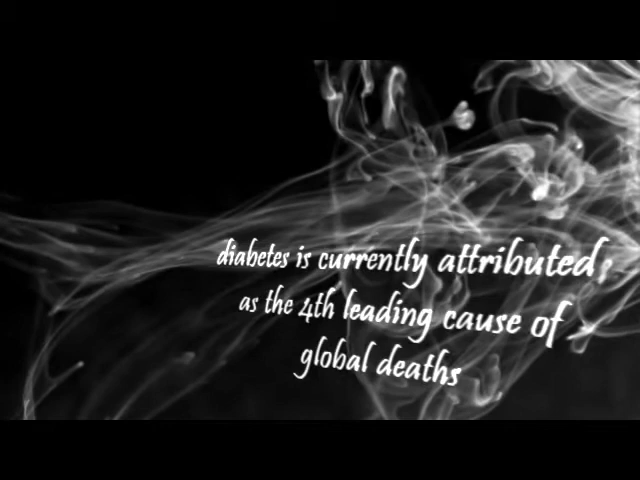 diabetes is currently attributed
as the 4th leading cause of
global deaths